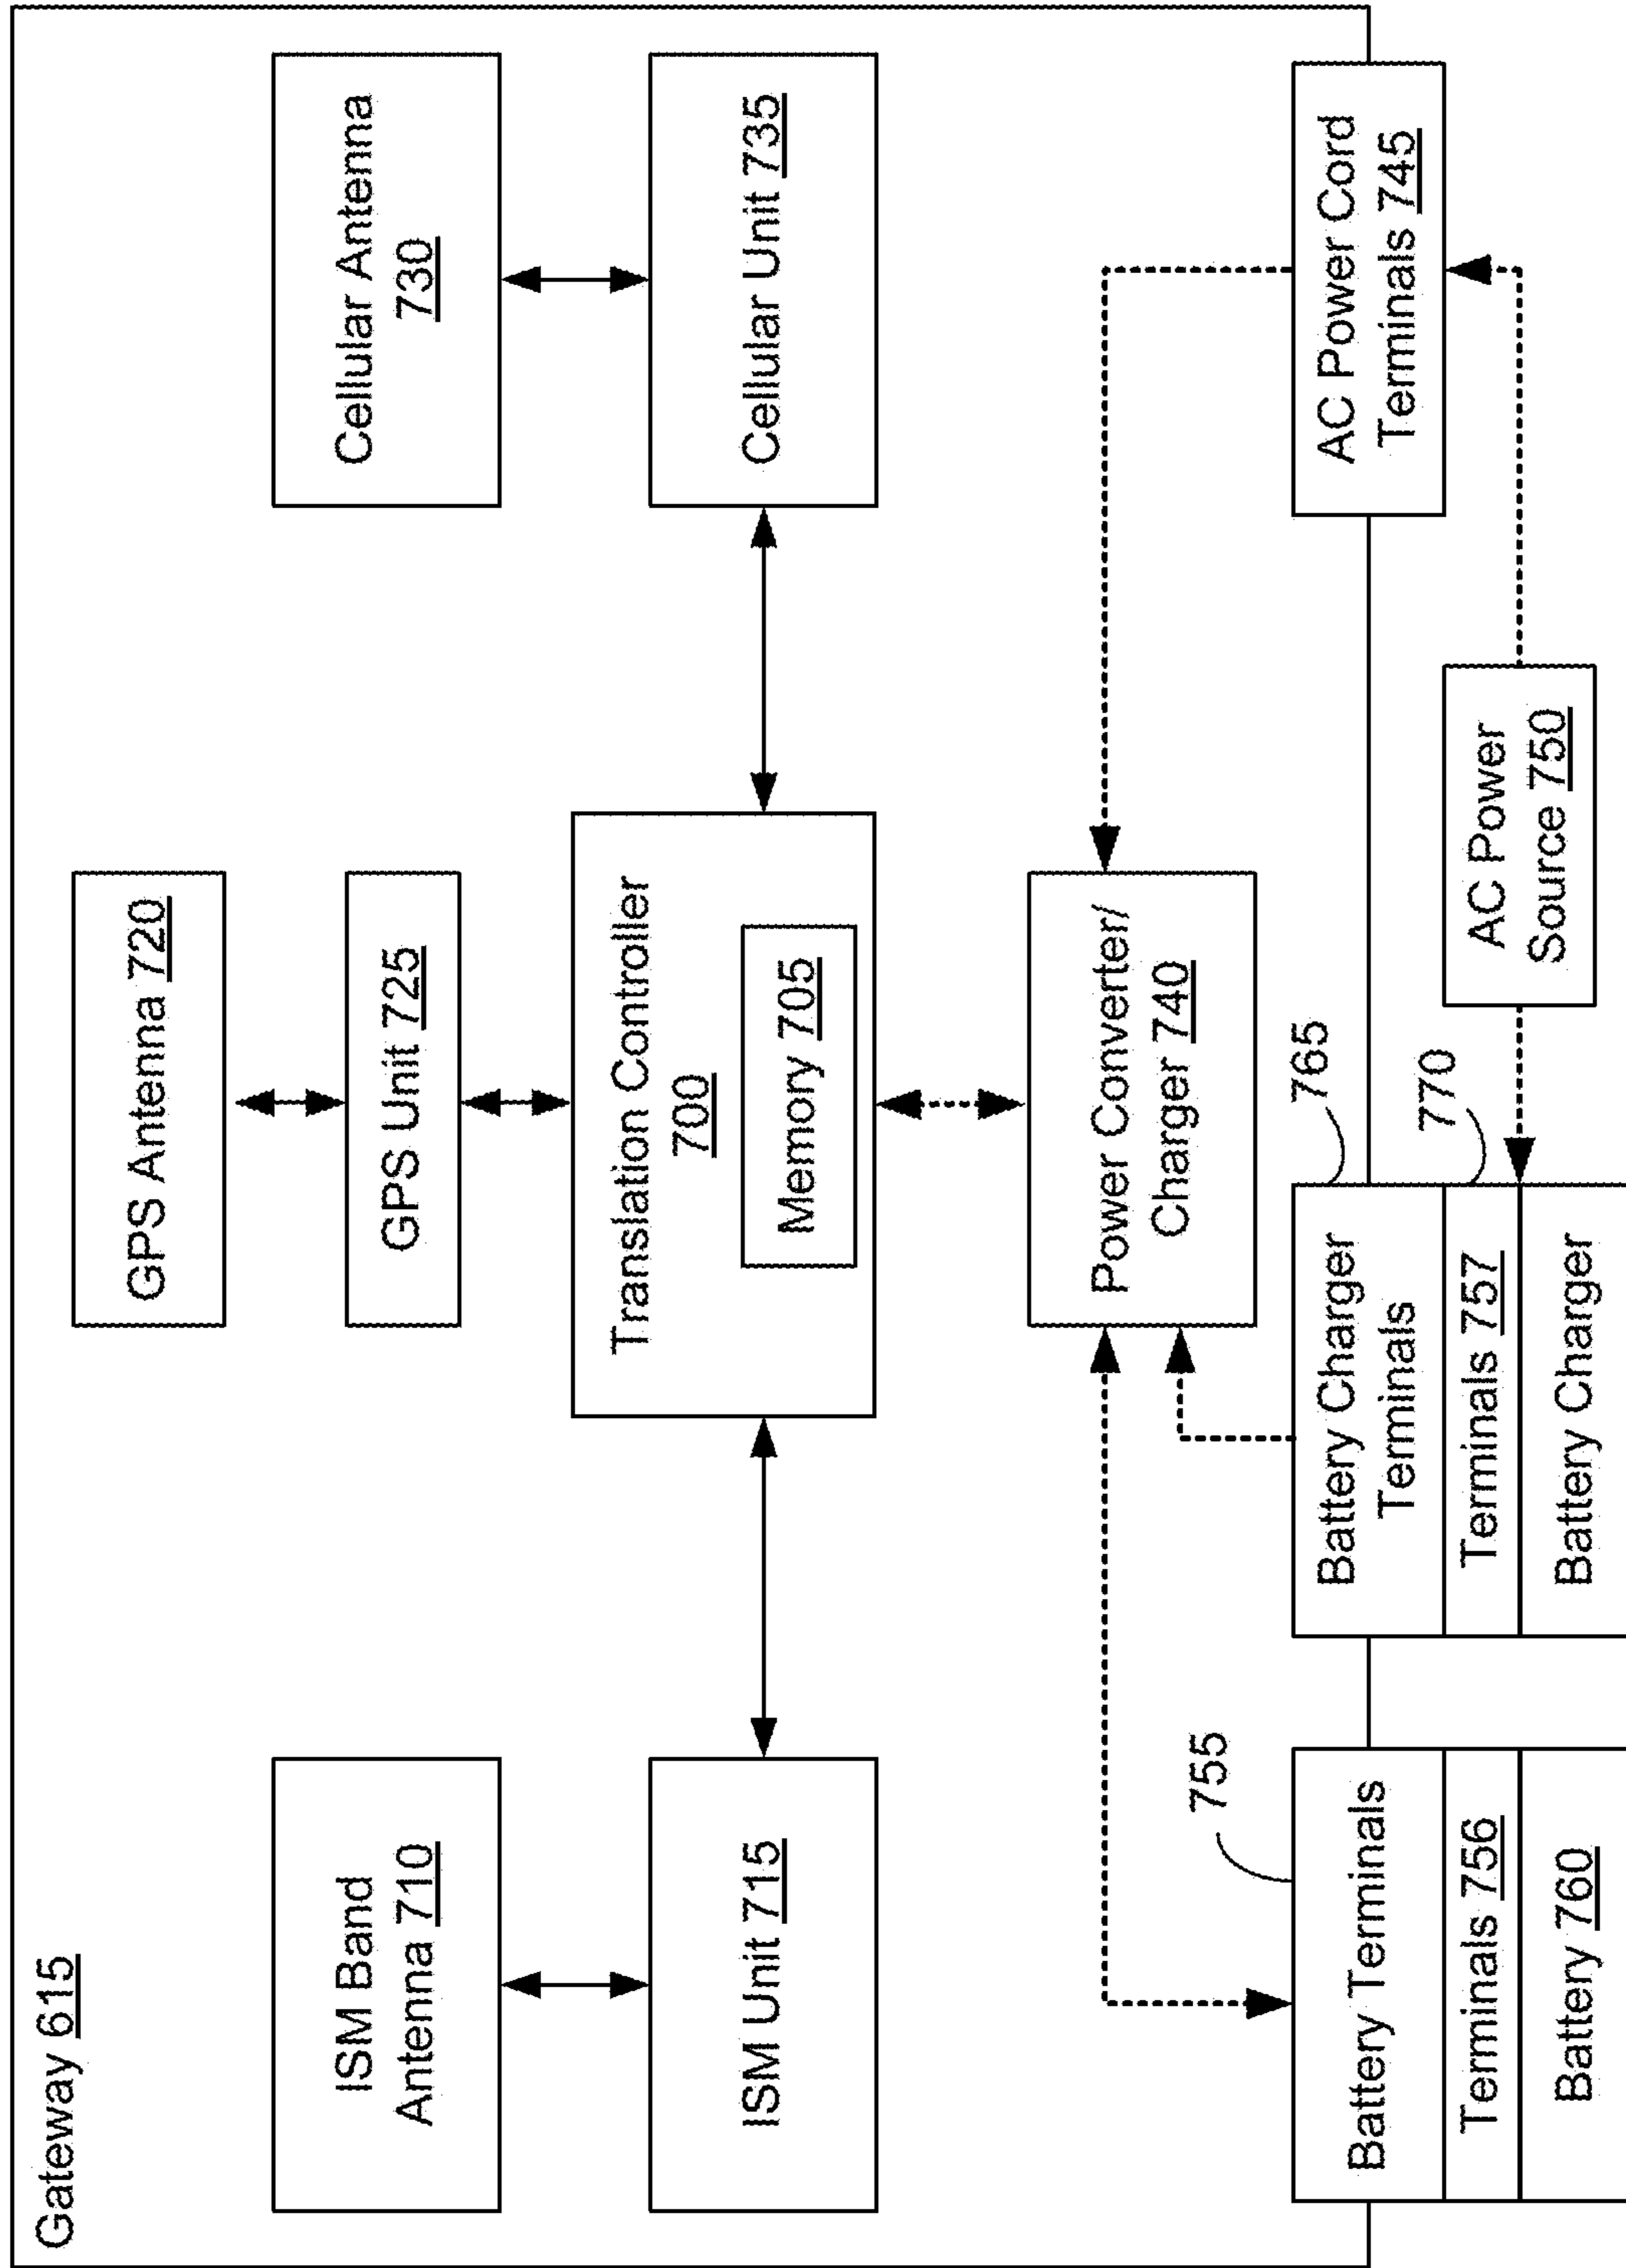 Gateway 615
GPS Antenna 720
GPS Unit 725
ISM Band
Antenna 710
Cellular Antenna
730
Translation Controller
700
Memory 705
ISM Unit 715
Cellular Unit 735
Power Converter/
Charger 740
755
765
Battery Terminals
Battery Charger
Terminals
AC Power Cord
Terminals 745
770
Terminals 756
Terminals 757
AC Power
Source 750
Battery 760
Battery Charger